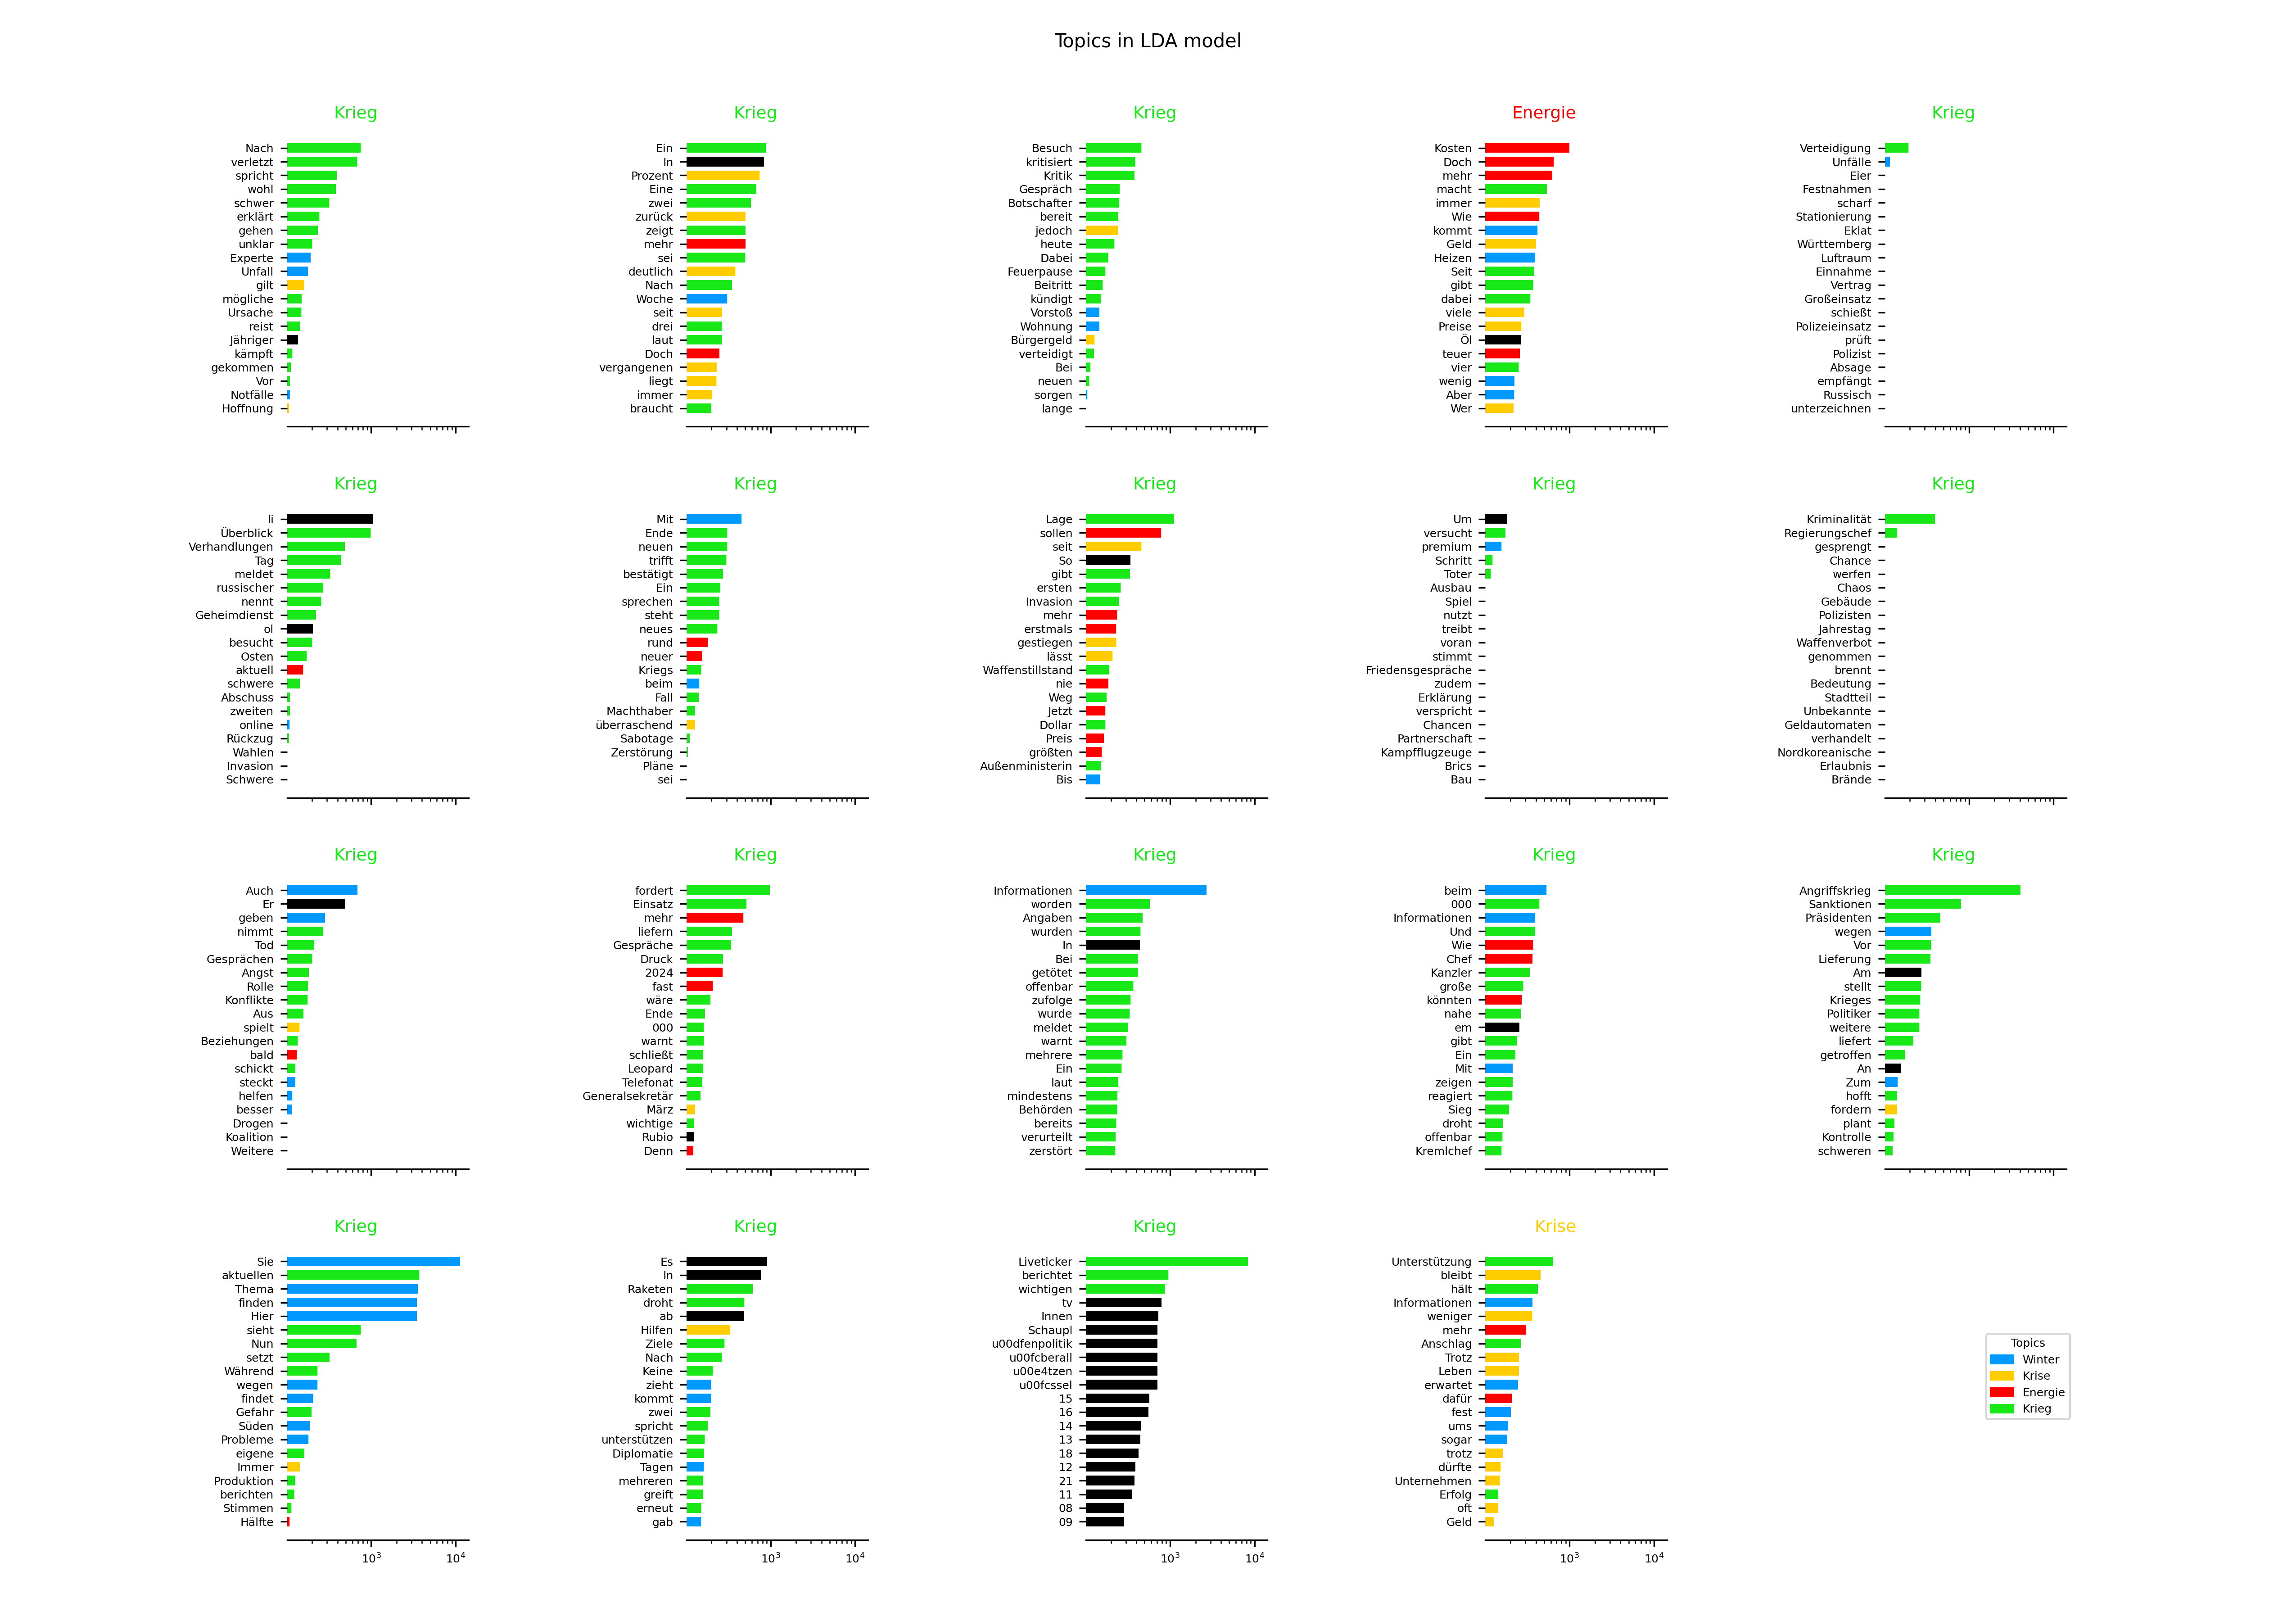 Topics in LDA model
Krieg
Nach
verletzt
spricht
wohl
schwer
erklärt
gehen
unklar
Experte
Unfall
gilt
mögliche
Ursache
reist
Jähriger
kämpft
gekommen
Vor
Notfälle
Hoffnung
Krieg
Ein
In
Prozent
Eine
zwei
zurück
zeigt
mehr
sei
deutlich
Nach
Woche
seit
drei
laut
Doch
vergangenen
liegt
immer
braucht
Krieg
Besuch
kritisiert
Kritik
Gespräch
Botschafter
bereit
jedoch
heute
Dabei
Feuerpause
Beitritt
kündigt
Vorstoß
Wohnung
Bürgergeld
verteidigt
Bei
neuen
sorgen
lange
Energie
Kosten
Doch
mehr
macht
immer
Wie
kommt
Geld
Heizen
Seit
gibt
dabei
viele
Preise
Öl
teuer
vier
wenig
Aber
Wer
Krieg
Verteidigung
Unfälle
Eier
Festnahmen
scharf
Stationierung
Eklat
Württemberg
Luftraum
Einnahme
Vertrag
Großeinsatz
schießt
Polizeieinsatz
prüft
Polizist
Absage
empfängt
Russisch
unterzeichnen
Krieg
li
Überblick
Verhandlungen
Tag
meldet
russischer
nennt
Geheimdienst
ol
besucht
Osten
aktuell
schwere
Abschuss
zweiten
online
Rückzug
Wahlen
Invasion
Schwere
Krieg
Mit
Ende
neuen
trifft
bestätigt
Ein
sprechen
steht
neues
rund
neuer
Kriegs
beim
Fall
Machthaber
überraschend
Sabotage
Zerstörung
Pläne
sei
Krieg
Lage
sollen
seit
So
gibt
ersten
Invasion
mehr
erstmals
gestiegen
lässt
Waffenstillstand
nie
Weg
Jetzt
Dollar
Preis
größten
Außenministerin
Bis
Krieg
Um
versucht
premium
Schritt
Toter
Ausbau
Spiel
nutzt
treibt
voran
stimmt
Friedensgespräche
zudem
Erklärung
verspricht
Chancen
Partnerschaft
Kampfflugzeuge
Brics
Bau
Krieg
Kriminalität
Regierungschef
gesprengt
Chance
werfen
Chaos
Gebäude
Polizisten
Jahrestag
Waffenverbot
genommen
brennt
Bedeutung
Stadtteil
Unbekannte
Geldautomaten
verhandelt
Nordkoreanische
Erlaubnis
Brände
Krieg
Auch
Er
geben
nimmt
Tod
Gesprächen
Angst
Rolle
Konflikte
Aus
spielt
Beziehungen
bald
schickt
steckt
helfen
besser
Drogen
Koalition
Weitere
Krieg
fordert
Einsatz
mehr
liefern
Gespräche
Druck
2024
fast
wäre
Ende
000
warnt
schließt
Leopard
Telefonat
Generalsekretär
März
wichtige
Rubio
Denn
Krieg
Informationen
worden
Angaben
wurden
In
Bei
getötet
offenbar
zufolge
wurde
meldet
warnt
mehrere
Ein
laut
mindestens
Behörden
bereits
verurteilt
zerstört
Krieg
beim
000
Informationen
Und
Wie
Chef
Kanzler
große
könnten
nahe
em
gibt
Ein
Mit
zeigen
reagiert
Sieg
droht
offenbar
Kremlchef
Krieg
Angriffskrieg
Sanktionen
Präsidenten
wegen
Vor
Lieferung
Am
stellt
Krieges
Politiker
weitere
liefert
getroffen
An
Zum
hofft
fordern
plant
Kontrolle
schweren
Krieg
Sie
aktuellen
Thema
finden
Hier
sieht
Nun
setzt
Während
wegen
findet
Gefahr
Süden
Probleme
eigene
Immer
Produktion
berichten
Stimmen
Hälfte
10³ 10⁴
Krieg
Es
In
Raketen
droht
ab
Hilfen
Ziele
Nach
Keine
zieht
kommt
zwei
spricht
unterstützen
Diplomatie
Tagen
mehreren
greift
erneut
gab
10³ 10⁴
Krieg
Liveticker
berichtet
wichtigen
tv
Innen
Schaupl
u00dfenpolitik
u00fcberall
u00e4tzen
u00fcssel
15
16
14
13
18
12
21
11
08
09
10³ 10⁴
Krise
Unterstützung
bleibt
hält
Informationen
weniger
mehr
Anschlag
Trotz
Leben
erwartet
dafür
fest
ums
sogar
trotz
dürfte
Unternehmen
Erfolg
oft
Geld
10³ 10⁴
Topics
Winter
Krise
Energie
Krieg